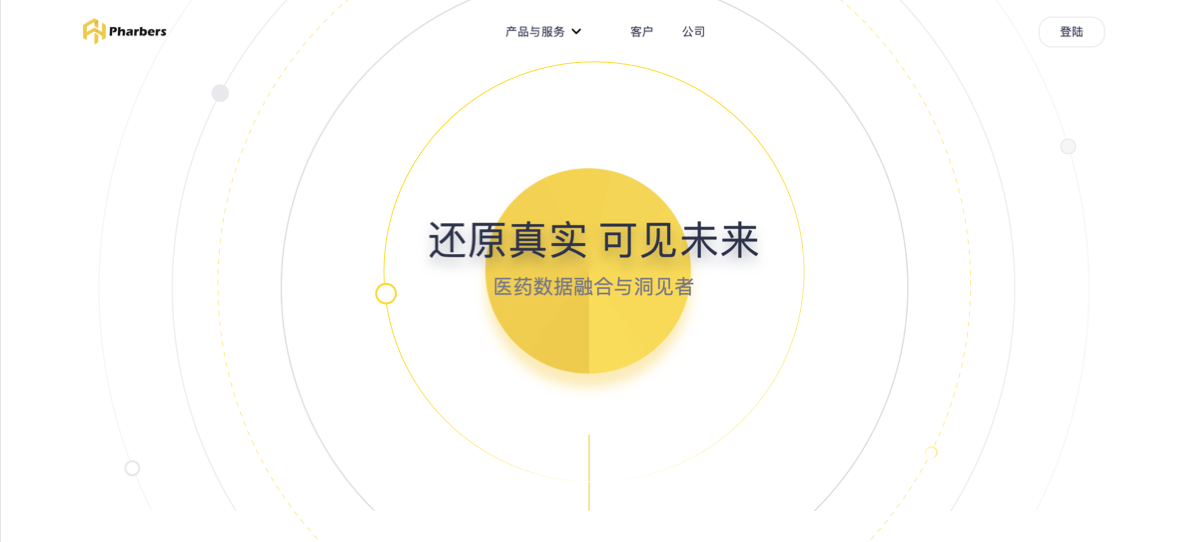 Pharbers
产品与服务
客户
公司
登陆
还原真实 可见未来
医药数据融合与洞见者